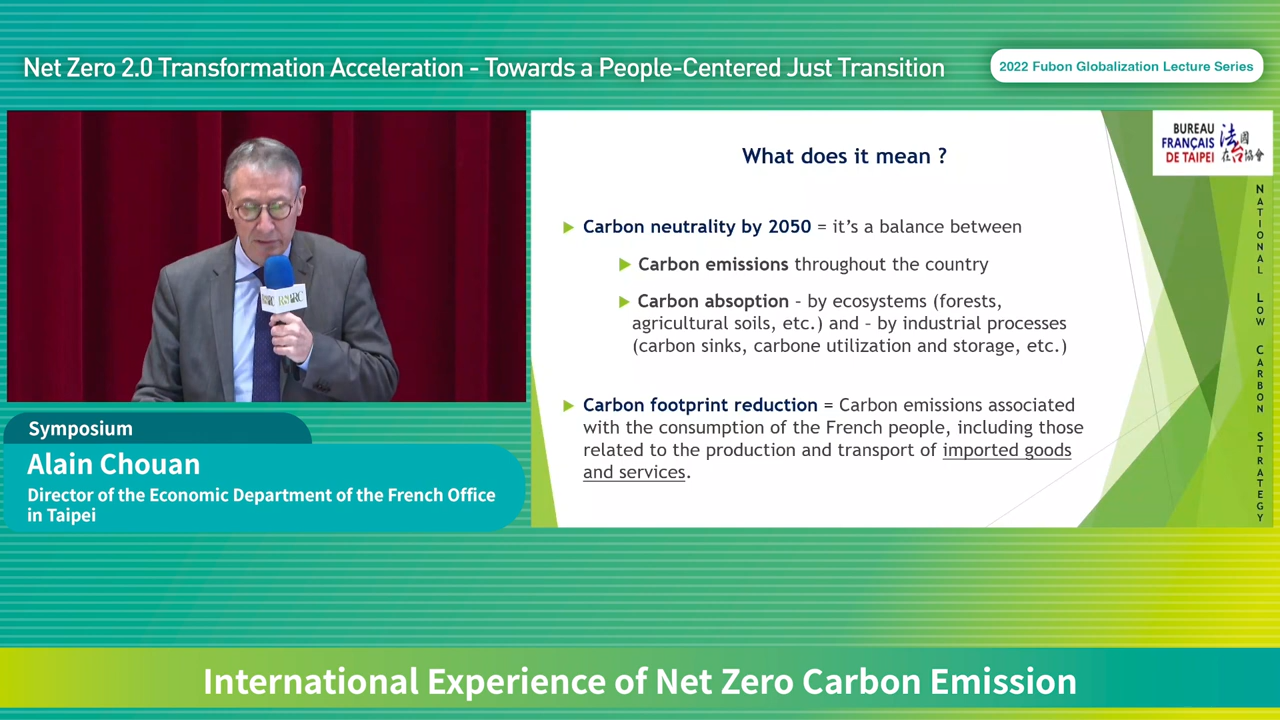 Net Zero 2.0 Transformation Acceleration - Towards a People-Centered Just Transition
2022 Fubon Globalization Lecture Series
What does it mean ?
BUREAU
FRANÇAIS
DE TAIPEI
法國
在台協會
Carbon neutrality by 2050 = it’s a balance between
Carbon emissions throughout the country
Carbon absoption – by ecosystems (forests,
agricultural soils, etc.) and – by industrial processes
(carbon sinks, carbone utilization and storage, etc.)
Carbon footprint reduction = Carbon emissions associated
with the consumption of the French people, including those
related to the production and transport of imported goods
and services.
NATIONAL LOW CARBON STRATEGY
Symposium
Alain Chouan
Director of the Economic Department of the French Office
in Taipei
International Experience of Net Zero Carbon Emission